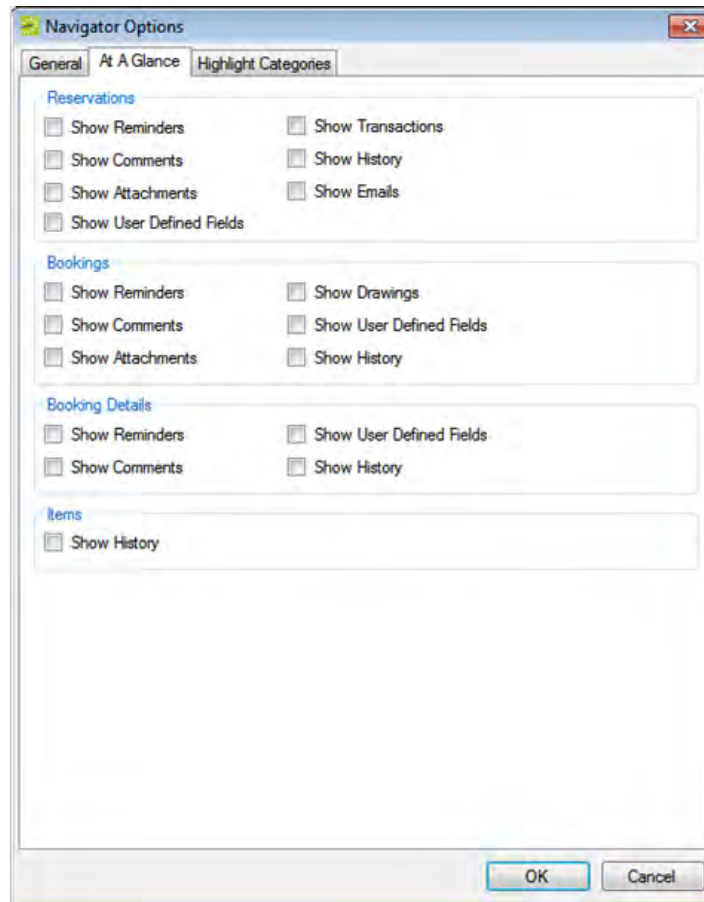 Navigator Options
General At A Glance Highlight Categories
Reservations
Show Reminders Show Transactions
Show Comments Show History
Show Attachments Show Emails
Show User Defined Fields
Bookings
Show Reminders Show Drawings
Show Comments Show User Defined Fields
Show Attachments Show History
Booking Details
Show Reminders Show User Defined Fields
Show Comments Show History
Items
Show History
OK Cancel